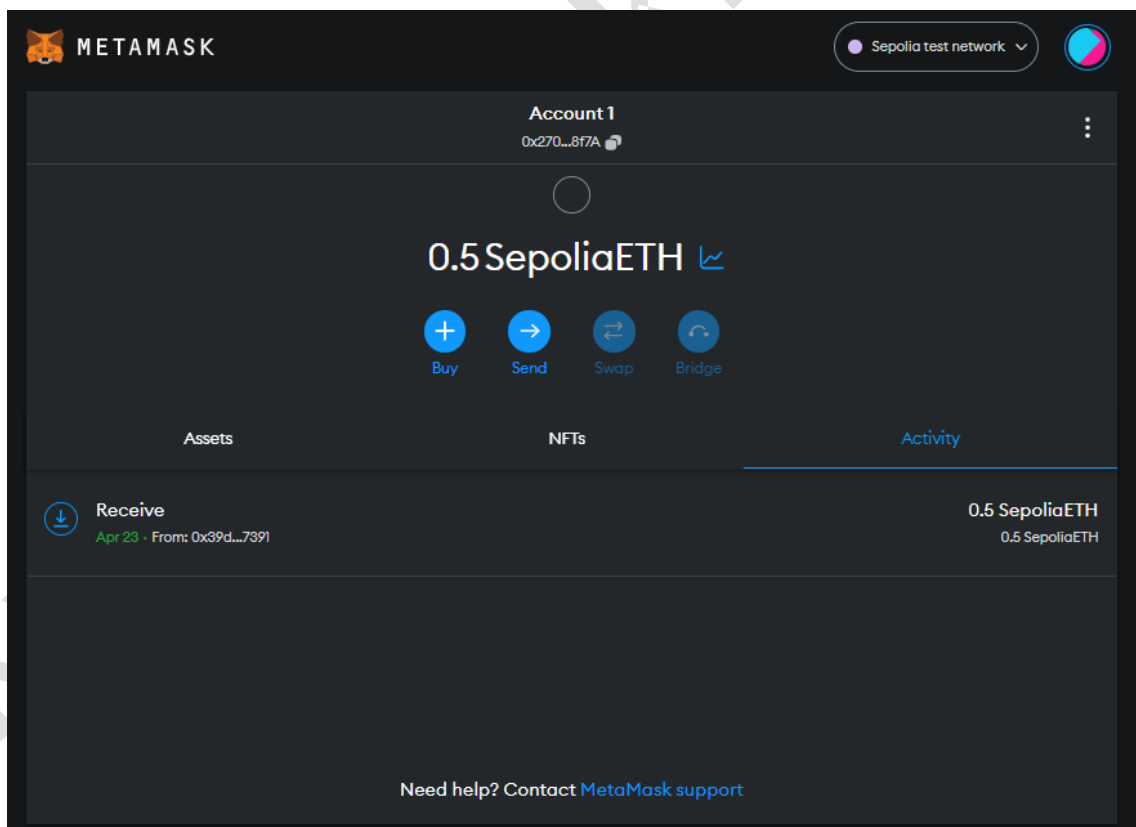 METAMASK
Sepolia test network
Account 1
0x270...8f7A
0.5 SepoliaETH
Buy Send Swap Bridge
Assets NFTs Activity
Receive 0.5 SepoliaETH
Apr 23 · From: 0x39d...7391 0.5 SepoliaETH
Need help? Contact MetaMask support